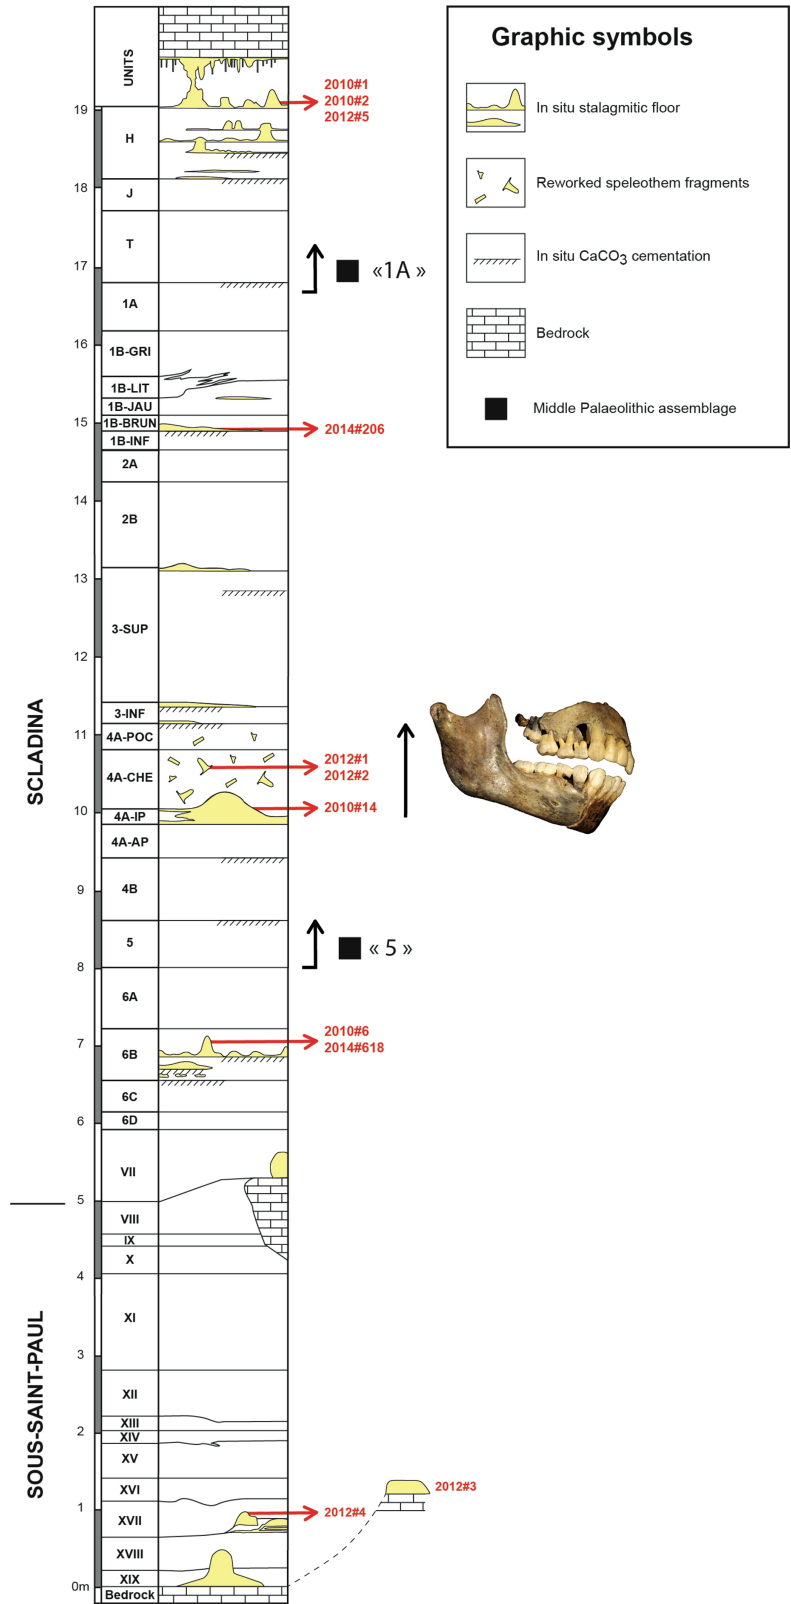 UNITS
19
H
18
J
T
17
1A
16
1B-GRI
1B-LIT
1B-JAU
15
1B-BRUN
1B-INF
2A
14
2B
13
3-SUP
12
3-INF
11
4A-POC
4A-CHE
10
4A-IP
4A-AP
9
4B
5
8
6A
7
6B
6C
6
6D
VII
5
VIII
IX
X
4
XI
3
XII
XIII
2
XIV
XV
XVI
1
XVII
XVIII
XIX
0m
Bedrock
SCLADINA
SOUS-SAINT-PAUL
2010#1
2010#2
2012#5
«1A »
2014#206
2012#1
2012#2
2010#14
« 5 »
2010#6
2014#618
2012#3
2012#4
Graphic symbols
In situ stalagmitic floor
Reworked speleothem fragments
In situ CaCO3 cementation
Bedrock
Middle Palaeolithic assemblage